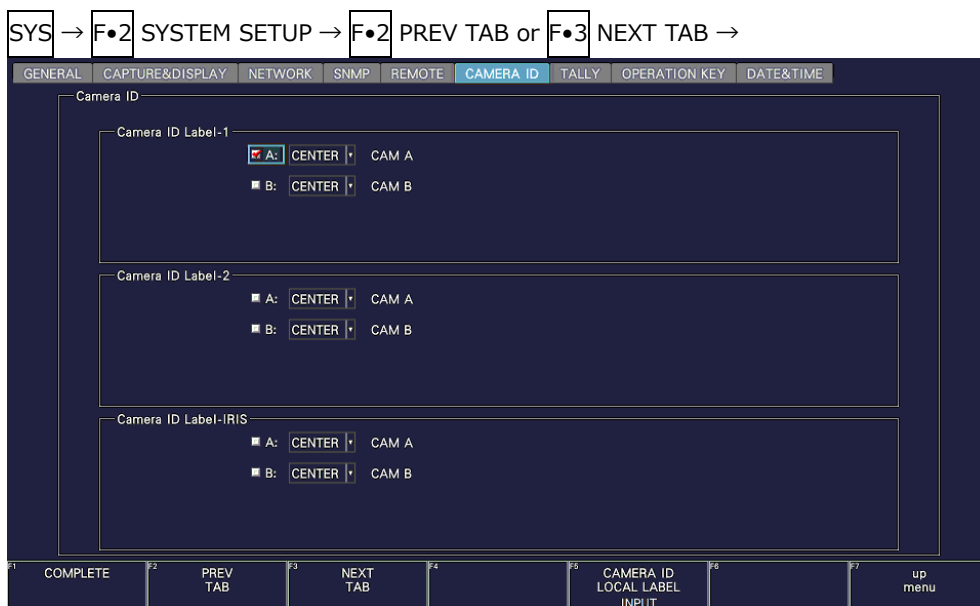 SYS → F•2 SYSTEM SETUP → F•2 PREV TAB or F•3 NEXT TAB →
GENERAL CAPTURE&DISPLAY NETWORK SNMP REMOTE CAMERA ID TALLY OPERATION KEY DATE&TIME
Camera ID
Camera ID Label-1
A: CENTER CAM A
B: CENTER CAM B
Camera ID Label-2
A: CENTER CAM A
B: CENTER CAM B
Camera ID Label-IRIS
A: CENTER CAM A
B: CENTER CAM B
F1 COMPLETE F2 PREV TAB F3 NEXT TAB F4 F5 CAMERA ID LOCAL LABEL INPUT F6 F7 up menu